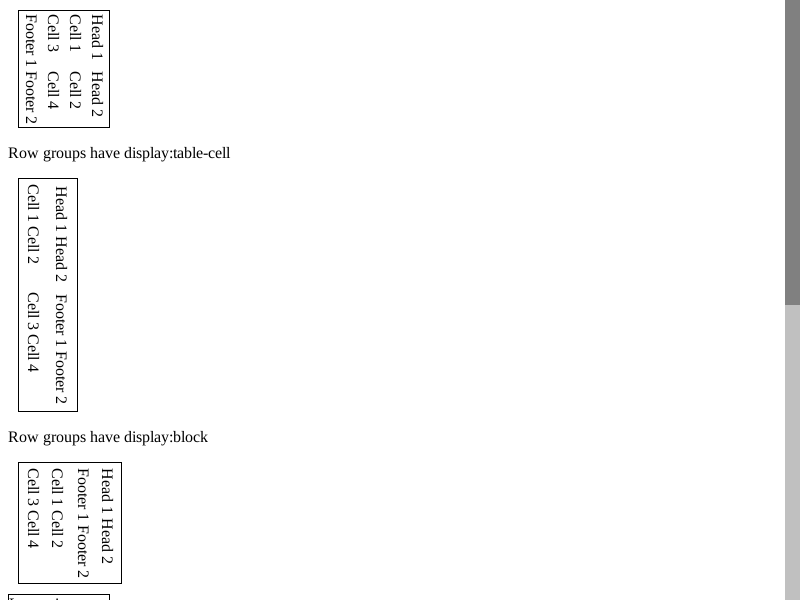 Head 1 Head 2
Cell 1 Cell 2
Cell 3 Cell 4
Footer 1 Footer 2
Row groups have display:table-cell
Head 1 Head 2 Footer 1 Footer 2
Cell 1 Cell 2 Cell 3 Cell 4
Row groups have display:block
Head 1 Head 2
Footer 1 Footer 2
Cell 1 Cell 2
Cell 3 Cell 4